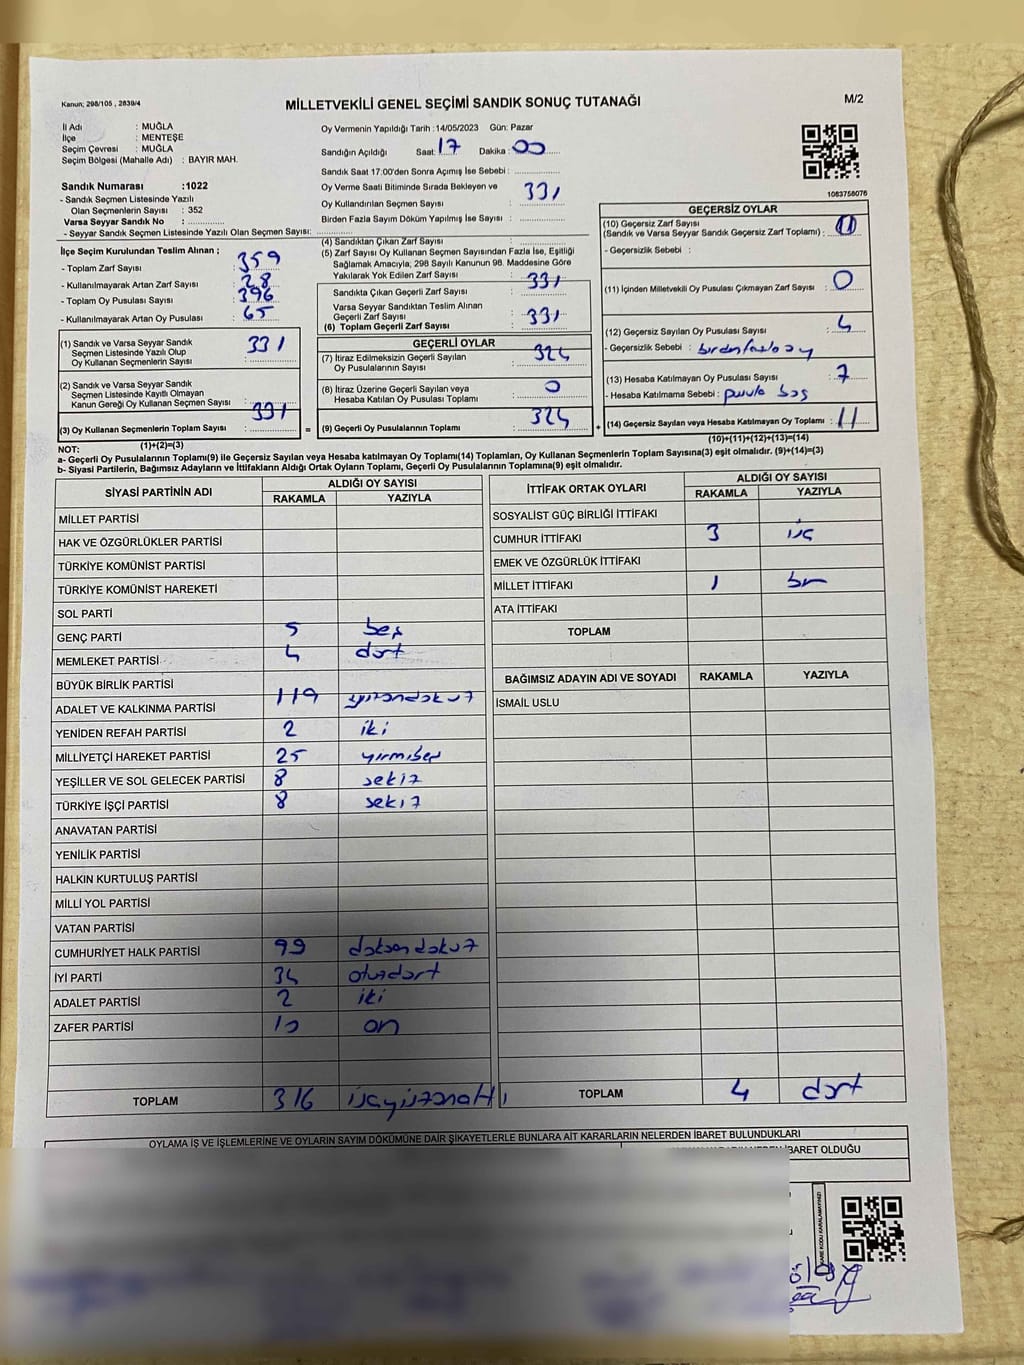 Kanun; 298/105 , 2839/4
MİLLETVEKİLİ GENEL SEÇİMİ SANDIK SONUÇ TUTANAĞI
M/2
İl Adı : MUĞLA
İlçe : MENTEŞE
Seçim Çevresi : MUĞLA
Seçim Bölgesi (Mahalle Adı) : BAYIR MAH.
Sandık Numarası :1022
- Sandık Seçmen Listesinde Yazılı
Olan Seçmenlerin Sayısı : 352
Varsa Seyyar Sandık No :
- Seyyar Sandık Seçmen Listesinde Yazılı Olan Seçmen Sayısı:
Oy Vermenin Yapıldığı Tarih :14/05/2023 Gün: Pazar
Sandığın Açıldığı Saat: 17 Dakika : 00
Sandık Saat 17:00'den Sonra Açımış İse Sebebi :
Oy Verme Saati Bitiminde Sırada Bekleyen ve
Oy Kullandırılan Seçmen Sayısı : 331
Birden Fazla Sayım Döküm Yapılmış İse Sayısı :
1083758076
İlçe Seçim Kurulundan Teslim Alınan ;
- Toplam Zarf Sayısı : 359
- Kullanılmayarak Artan Zarf Sayısı : 28
- Toplam Oy Pusulası Sayısı : 396
- Kullanılmayarak Artan Oy Pusulası : 65
(1) Sandık ve Varsa Seyyar Sandık
Seçmen Listesinde Yazılı Olup
Oy Kullanan Seçmenlerin Sayısı : 331
(2) Sandık ve Varsa Seyyar Sandık
Seçmen Listesinde Kayıtlı Olmayan
Kanun Gereği Oy Kullanan Seçmen Sayısı :
(3) Oy Kullanan Seçmenlerin Toplam Sayısı : 331
(1)+(2)=(3)
(4) Sandıktan Çıkan Zarf Sayısı :
(5) Zarf Sayısı Oy Kullanan Seçmen Sayısından Fazla İse, Eşitliği
Sağlamak Amacıyla; 298 Sayılı Kanunun 98. Maddesine Göre
Yakılarak Yok Edilen Zarf Sayısı :
Sandıkta Çıkan Geçerli Zarf Sayısı : 331
Varsa Seyyar Sandıktan Teslim Alınan
Geçerli Zarf Sayısı :
(6) Toplam Geçerli Zarf Sayısı : 331
GEÇERLİ OYLAR
(7) İtiraz Edilmeksizin Geçerli Sayılan
Oy Pusulalarının Sayısı : 324
(8) İtiraz Üzerine Geçerli Sayılan veya
Hesaba Katılan Oy Pusulası Toplamı : 0
= (9) Geçerli Oy Pusulalarının Toplamı : 324 +
GEÇERSİZ OYLAR
(10) Geçersiz Zarf Sayısı
(Sandık ve Varsa Seyyar Sandık Geçersiz Zarf Toplamı) :
- Geçersizlik Sebebi :
(11) İçinden Milletvekili Oy Pusulası Çıkmayan Zarf Sayısı : 0
(12) Geçersiz Sayılan Oy Pusulası Sayısı : 4
- Geçersizlik Sebebi : birden fazla oy
(13) Hesaba Katılmayan Oy Pusulası Sayısı : 7
- Hesaba Katılmama Sebebi : pusula boş
(14) Geçersiz Sayılan veya Hesaba Katılmayan Oy Toplamı : 11
(10)+(11)+(12)+(13)=(14)
NOT:
a- Geçerli Oy Pusulalarının Toplamı(9) ile Geçersiz Sayılan veya Hesaba katılmayan Oy Toplamı(14) Toplamları, Oy Kullanan Seçmenlerin Toplam Sayısına(3) eşit olmalıdır. (9)+(14)=(3)
b- Siyasi Partilerin, Bağımsız Adayların ve İttifakların Aldığı Ortak Oyların Toplamı, Geçerli Oy Pusulalarının Toplamına(9) eşit olmalıdır.
SİYASİ PARTİNİN ADI ALDIĞI OY SAYISI
RAKAMLA YAZIYLA
MİLLET PARTİSİ
HAK VE ÖZGÜRLÜKLER PARTİSİ
TÜRKİYE KOMÜNİST PARTİSİ
TÜRKİYE KOMÜNİST HAREKETİ
SOL PARTİ
GENÇ PARTİ 5 beş
MEMLEKET PARTİSİ 4 dört
BÜYÜK BİRLİK PARTİSİ
ADALET VE KALKINMA PARTİSİ 119 yüzondokuz
YENİDEN REFAH PARTİSİ 2 iki
MİLLİYETÇİ HAREKET PARTİSİ 25 yirmibeş
YEŞİLLER VE SOL GELECEK PARTİSİ 8 sekiz
TÜRKİYE İŞÇİ PARTİSİ 8 sekiz
ANAVATAN PARTİSİ
YENİLİK PARTİSİ
HALKIN KURTULUŞ PARTİSİ
MİLLİ YOL PARTİSİ
VATAN PARTİSİ
CUMHURİYET HALK PARTİSİ 99 doksan dokuz
İYİ PARTİ 34 otuzdört
ADALET PARTİSİ 2 iki
ZAFER PARTİSİ 10 on
TOPLAM 316 üçyüzonaltı
İTTİFAK ORTAK OYLARI ALDIĞI OY SAYISI
RAKAMLA YAZIYLA
SOSYALİST GÜÇ BİRLİĞİ İTTİFAKI
CUMHUR İTTİFAKI 3 üç
EMEK VE ÖZGÜRLÜK İTTİFAKI
MİLLET İTTİFAKI 1 bir
ATA İTTİFAKI
TOPLAM
BAĞIMSIZ ADAYIN ADI VE SOYADI RAKAMLA YAZIYLA
İSMAİL USLU
TOPLAM 4 dört
OYLAMA İŞ VE İŞLEMLERİNE VE OYLARIN SAYIM DÖKÜMÜNE DAİR ŞİKAYETLERLE BUNLARA AİT KARARLARIN NELERDEN İBARET BULUNDUKLARI
İBARET OLDUĞU
KARE KODU KARALAMAYINIZ!